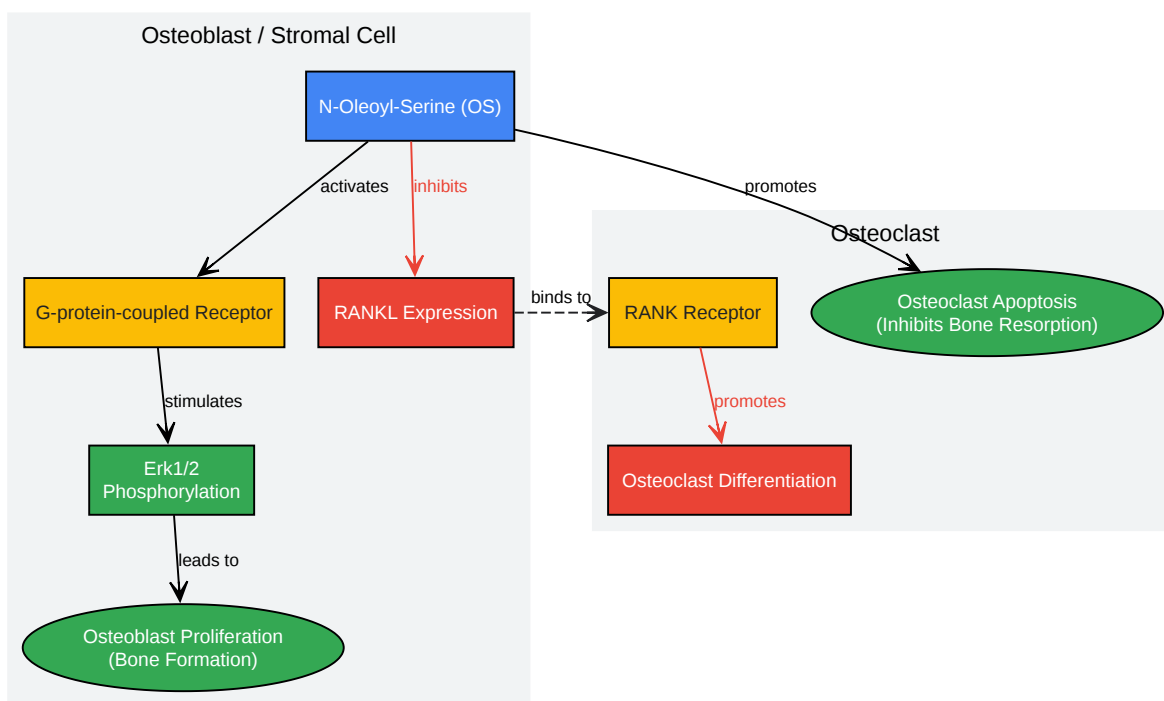 Osteoblast / Stromal Cell
N-Oleoyl-Serine (OS)
activates
inhibits
promotes
Osteoclast
G-protein-coupled Receptor
RANKL Expression
binds to
RANK Receptor
Osteoclast Apoptosis
(Inhibits Bone Resorption)
stimulates
promotes
Erk1/2
Phosphorylation
Osteoclast Differentiation
leads to
Osteoblast Proliferation
(Bone Formation)